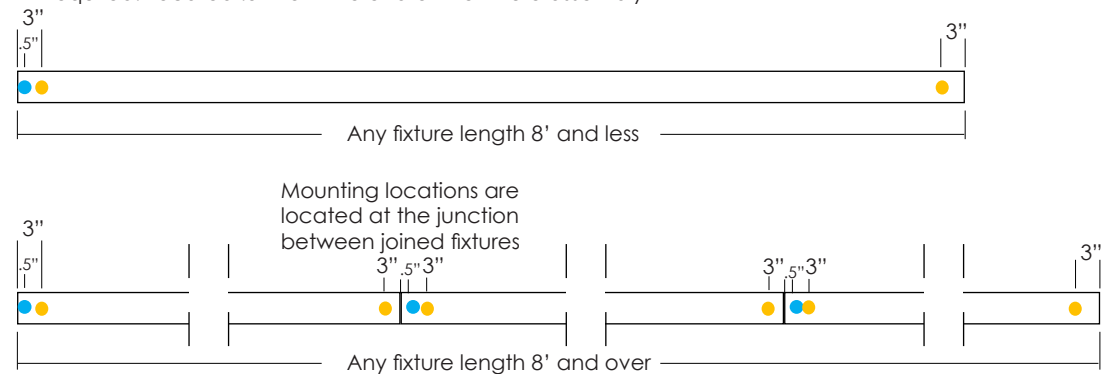 3”
.5”
3”
Any fixture length 8’ and less
Mounting locations are
located at the junction
between joined fixtures
3”
.5”
3” .5” 3”
3” .5” 3”
3”
Any fixture length 8’ and over